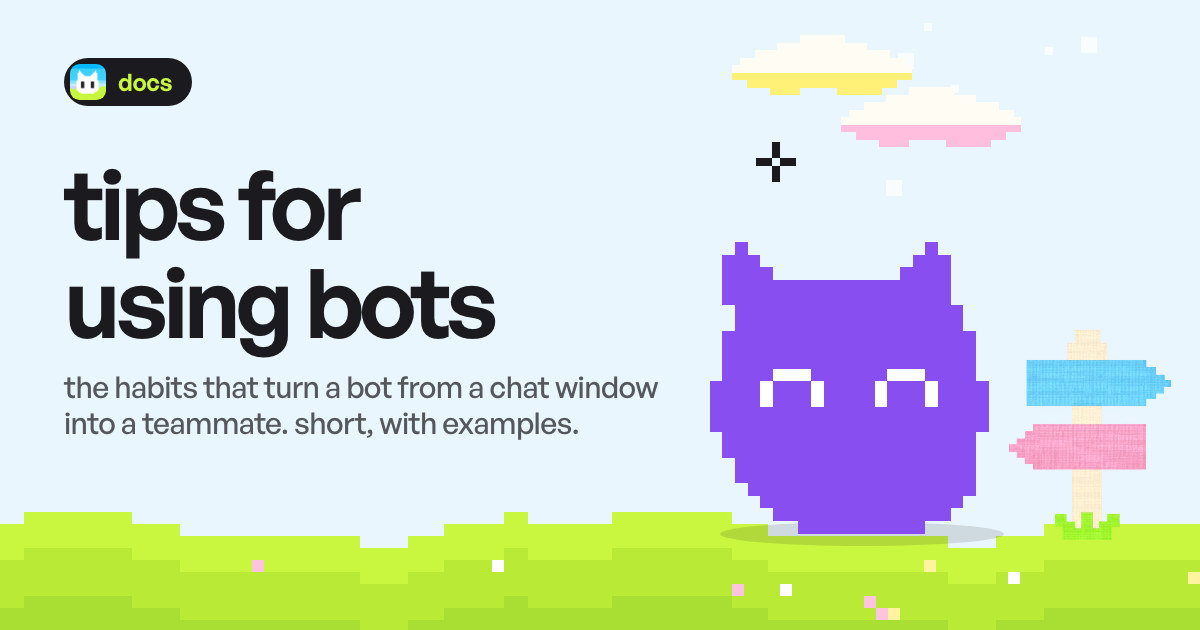 docs
tips for
using bots
the habits that turn a bot from a chat window
into a teammate. short, with examples.